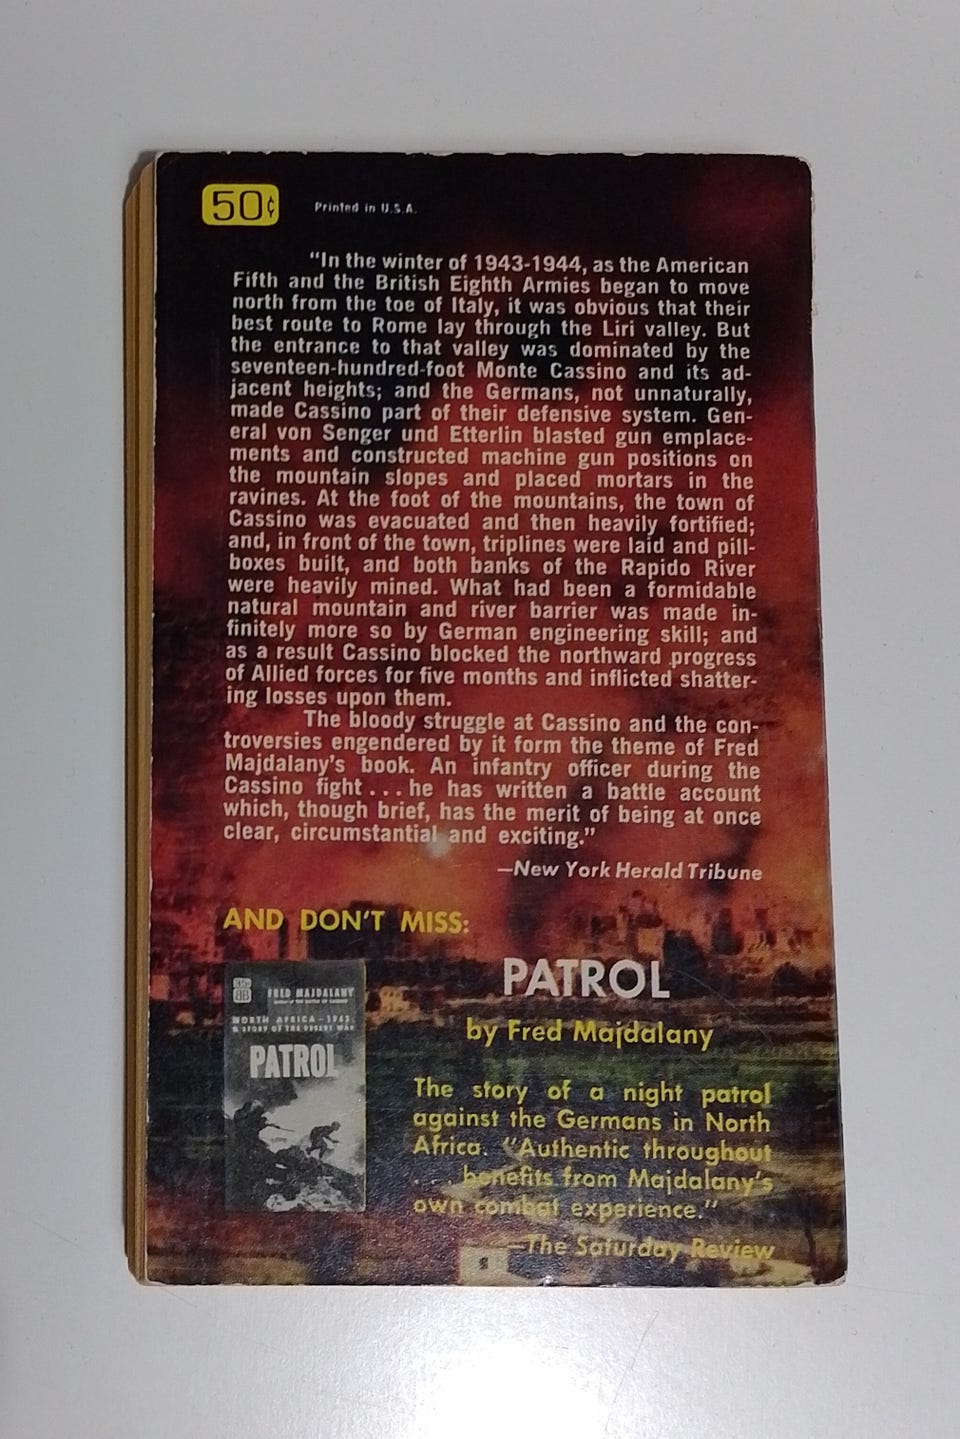 50¢
Printed in U.S.A.
"In the winter of 1943-1944, as the American
Fifth and the British Eighth Armies began to move
north from the toe of Italy, it was obvious that their
best route to Rome lay through the Liri valley. But
the entrance to that valley was dominated by the
seventeen-hundred-foot Monte Cassino and its ad-
jacent heights; and the Germans, not unnaturally,
made Cassino part of their defensive system. Gen-
eral von Senger und Etterlin blasted gun emplace-
ments and constructed machine gun positions on
the mountain slopes and placed mortars in the
ravines. At the foot of the mountains, the town of
Cassino was evacuated and then heavily fortified;
and, in front of the town, triplines were laid and pill-
boxes built, and both banks of the Rapido River
were heavily mined. What had been a formidable
natural mountain and river barrier was made in-
finitely more so by German engineering skill; and
as a result Cassino blocked the northward progress
of Allied forces for five months and inflicted shatter-
ing losses upon them.
The bloody struggle at Cassino and the con-
troversies engendered by it form the theme of Fred
Majdalany's book. An infantry officer during the
Cassino fight . . . he has written a battle account
which, though brief, has the merit of being at once
clear, circumstantial and exciting."
—New York Herald Tribune
AND DON'T MISS:
35¢
BB
FRED MAJDALANY
NORTH AFRICA—1943:
A STORY OF THE DESERT WAR
PATROL
PATROL
by Fred Majdalany
The story of a night patrol
against the Germans in North
Africa. "Authentic throughout
. . . benefits from Majdalany's
own combat experience."
—The Saturday Review